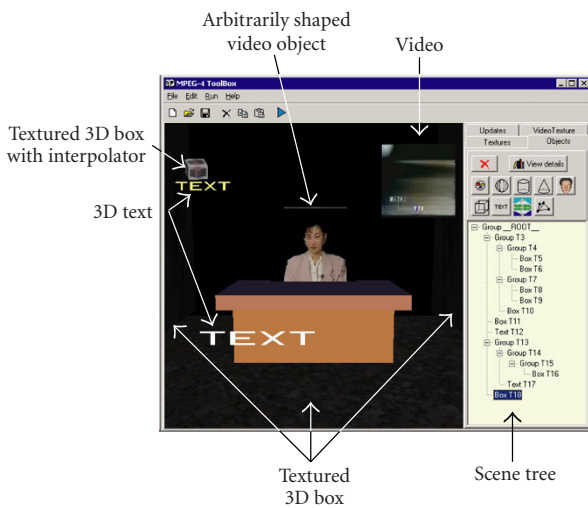 Arbitrarily shaped
video object
Video
MPEG-4 ToolBox
File Edit Run Help
Updates VideoTexture
Textures Objects
View details
TEXT
Textured 3D box
with interpolator
TEXT
3D text
TEXT
Group __ROOT__
Group T3
Group T4
Box T5
Box T6
Group T7
Box T8
Box T9
Box T10
Box T11
Text T12
Group T13
Group T14
Group T15
Box T16
Text T17
Box T18
Textured
3D box
Scene tree